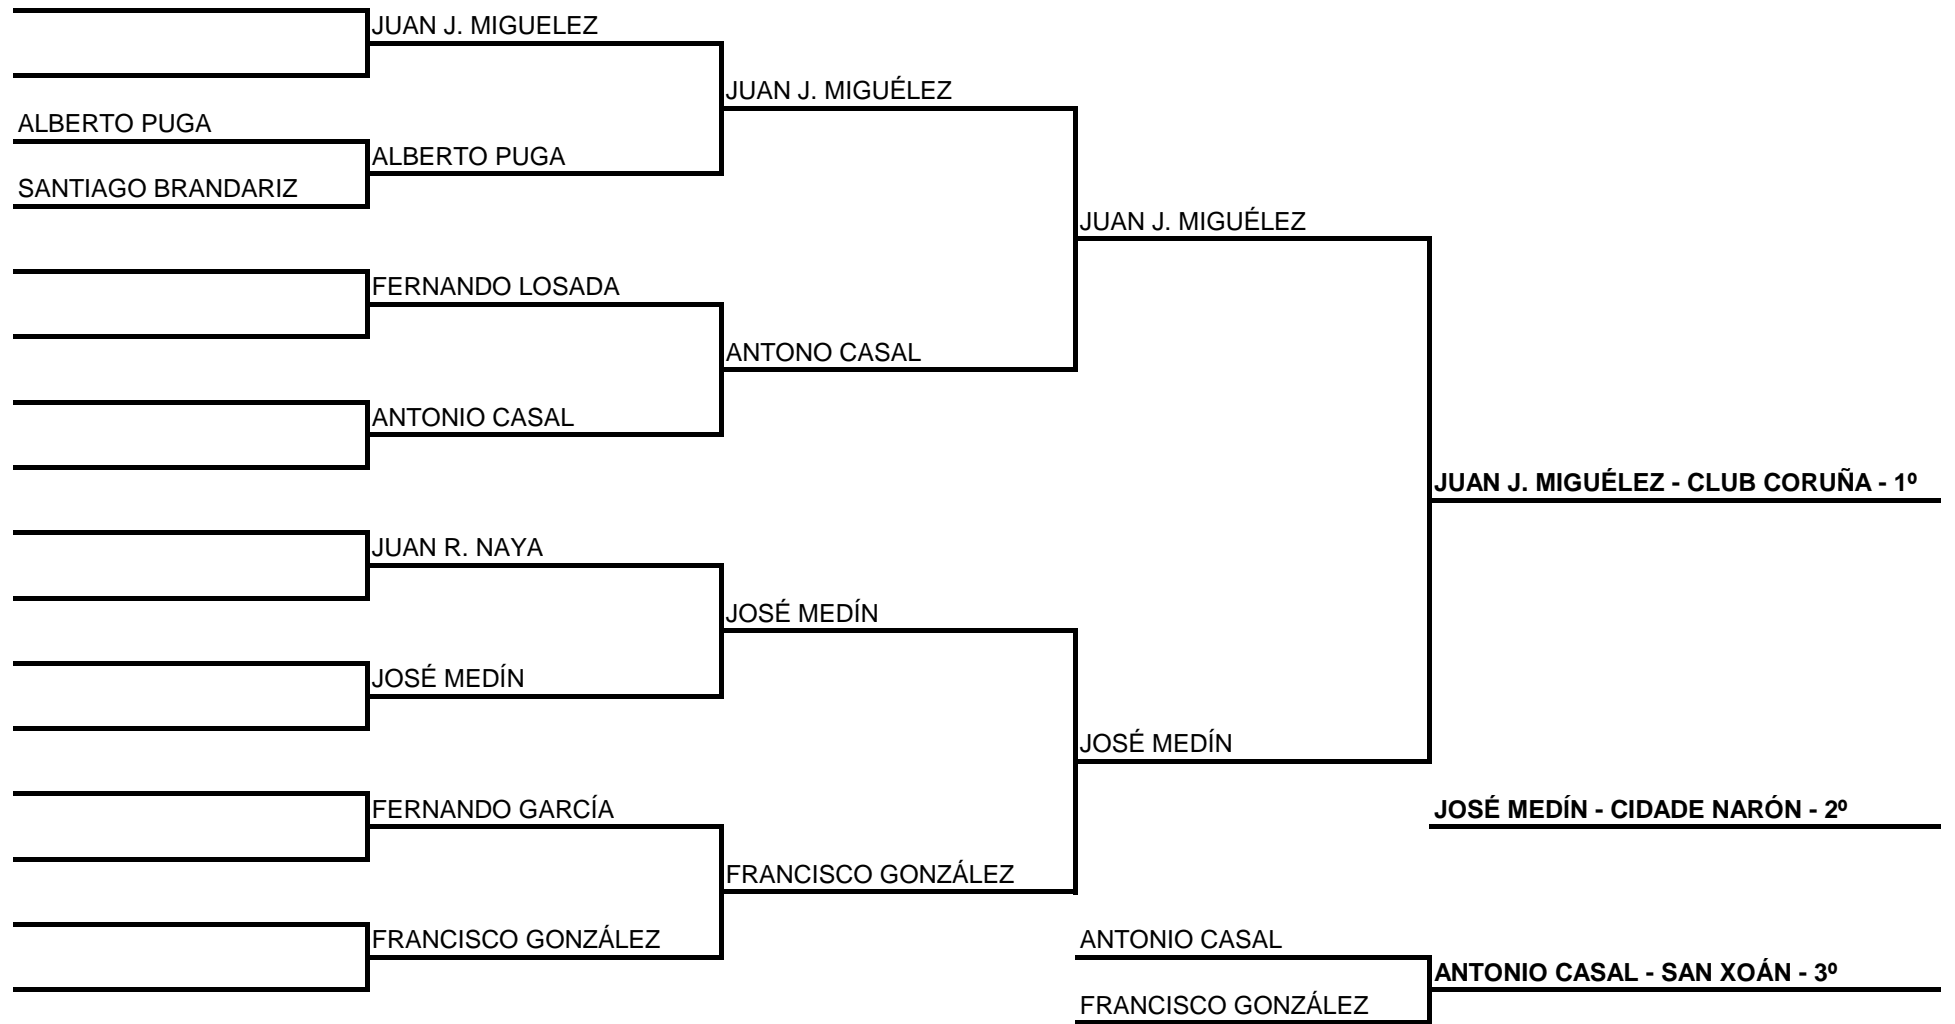 JUAN J. MIGUELEZ
JUAN J. MIGUÉLEZ
ALBERTO PUGA
ALBERTO PUGA
SANTIAGO BRANDARIZ
JUAN J. MIGUÉLEZ
FERNANDO LOSADA
ANTONO CASAL
ANTONIO CASAL
JUAN J. MIGUÉLEZ - CLUB CORUÑA - 1º
JUAN R. NAYA
JOSÉ MEDÍN
JOSÉ MEDÍN
JOSÉ MEDÍN
FERNANDO GARCÍA
JOSÉ MEDÍN - CIDADE NARÓN - 2º
FRANCISCO GONZÁLEZ
FRANCISCO GONZÁLEZ
ANTONIO CASAL
ANTONIO CASAL - SAN XOÁN - 3º
FRANCISCO GONZÁLEZ